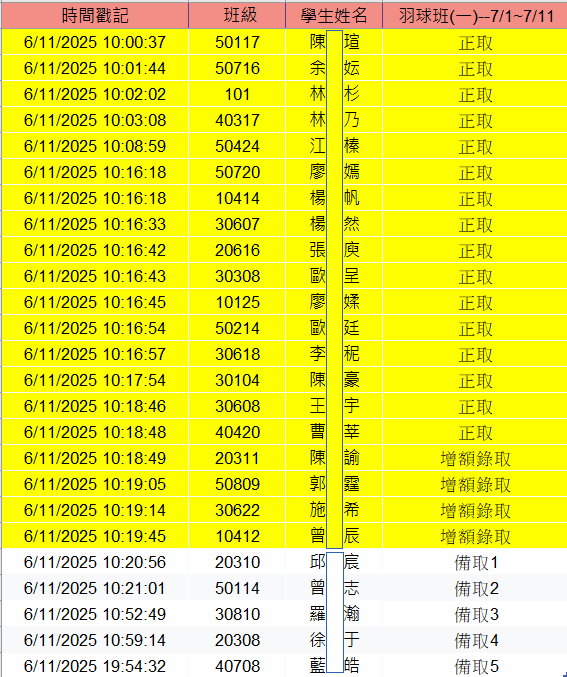 時間戳記 班級 學生姓名 羽球班(一)--7/1~7/11
6/11/2025 10:00:37 50117 陳 瑄 正取
6/11/2025 10:01:44 50716 余 妘 正取
6/11/2025 10:02:02 101 林 杉 正取
6/11/2025 10:03:08 40317 林 乃 正取
6/11/2025 10:08:59 50424 江 榛 正取
6/11/2025 10:16:18 50720 廖 嫣 正取
6/11/2025 10:16:18 10414 楊 帆 正取
6/11/2025 10:16:33 30607 楊 然 正取
6/11/2025 10:16:42 20616 張 庾 正取
6/11/2025 10:16:43 30308 歐 呈 正取
6/11/2025 10:16:45 10125 廖 媃 正取
6/11/2025 10:16:54 50214 歐 廷 正取
6/11/2025 10:16:57 30618 李 秜 正取
6/11/2025 10:17:54 30104 陳 豪 正取
6/11/2025 10:18:46 30608 王 宇 正取
6/11/2025 10:18:48 40420 曹 莘 正取
6/11/2025 10:18:49 20311 陳 諭 增額錄取
6/11/2025 10:19:05 50809 郭 霆 增額錄取
6/11/2025 10:19:14 30622 施 希 增額錄取
6/11/2025 10:19:45 10412 曾 辰 增額錄取
6/11/2025 10:20:56 20310 邱 宸 備取1
6/11/2025 10:21:01 50114 曾 志 備取2
6/11/2025 10:52:49 30810 羅 瀚 備取3
6/11/2025 10:59:14 20308 徐 于 備取4
6/11/2025 19:54:32 40708 藍 皓 備取5